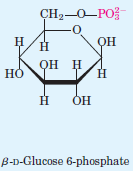 CH₂—O—PO₃²⁻
H O OH
H
OH H
HO H
H OH
β-D-Glucose 6-phosphate